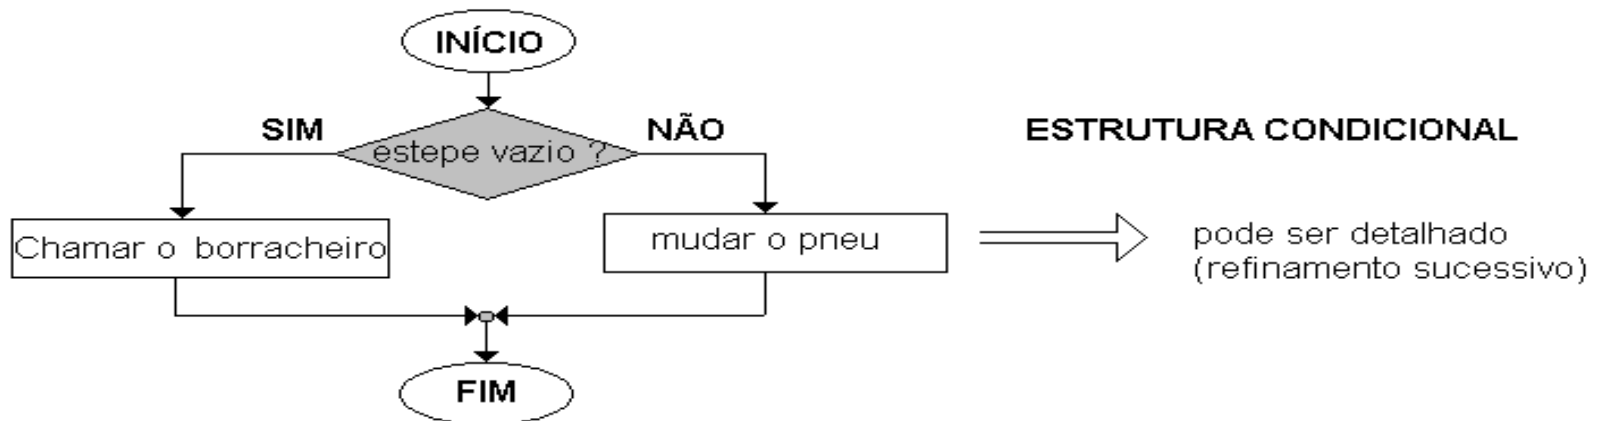 INÍCIO
SIM
NÃO
ESTRUTURA CONDICIONAL
estepe vazio ?
Chamar o borracheiro
mudar o pneu
pode ser detalhado
(refinamento sucessivo)
FIM